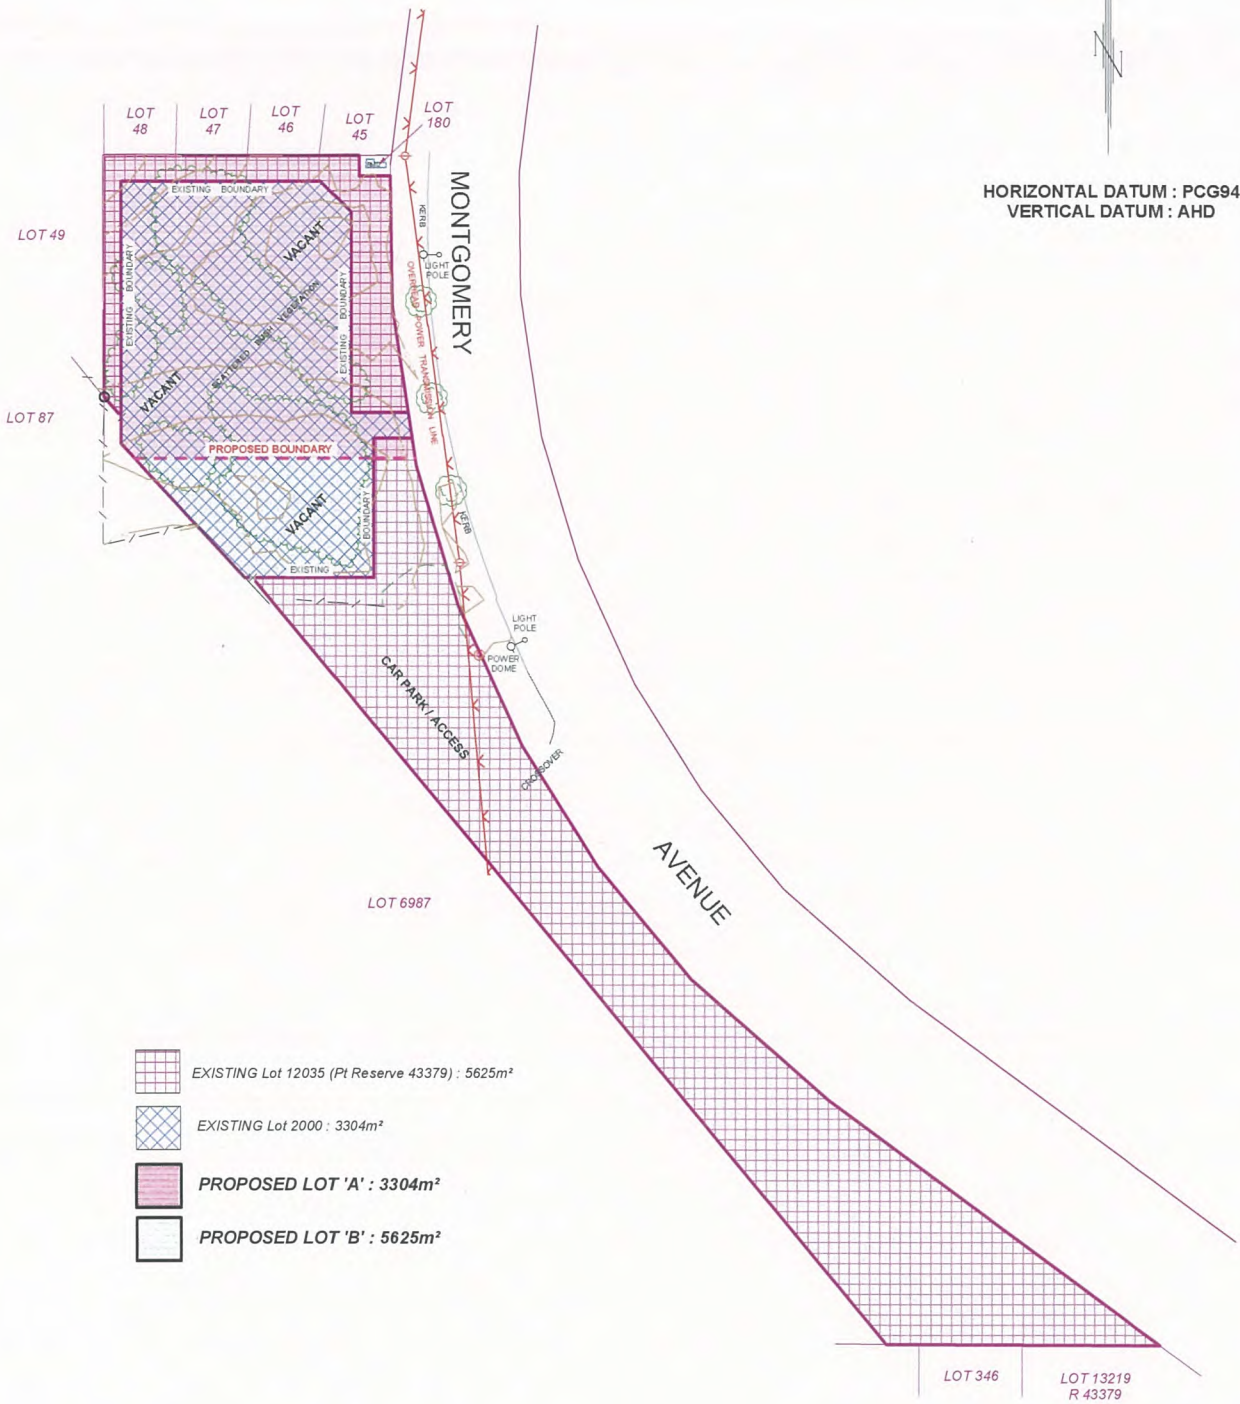 N
HORIZONTAL DATUM : PCG94
VERTICAL DATUM : AHD
LOT
48
LOT
47
LOT
46
LOT
45
LOT
180
LOT 49
LOT 87
EXISTING BOUNDARY
EXISTING BOUNDARY
EXISTING BOUNDARY
VACANT
SCATTERED BUSH VEGETATION
VACANT
PROPOSED BOUNDARY
VACANT
EXISTING
BOUNDARY
MONTGOMERY
KERB
LIGHT
POLE
OVERHEAD POWER TRANSMISSION LINE
KERB
LIGHT
POLE
POWER
DOME
CAR PARK / ACCESS
CROSSOVER
AVENUE
LOT 6987
EXISTING Lot 12035 (Pt Reserve 43379) : 5625m²
EXISTING Lot 2000 : 3304m²
PROPOSED LOT 'A' : 3304m²
PROPOSED LOT 'B' : 5625m²
LOT 346
LOT 13219
R 43379